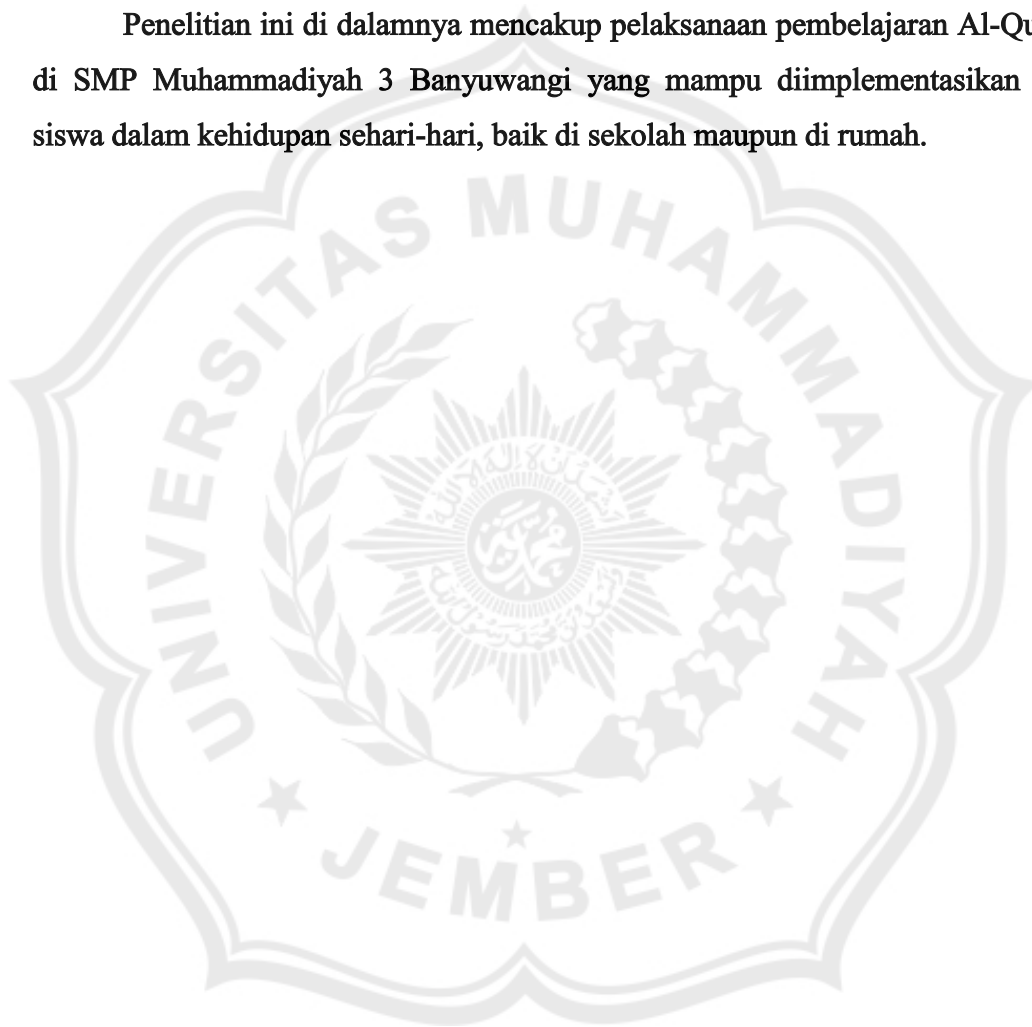 Penelitian ini di dalamnya mencakup pelaksanaan pembelajaran Al-Qu
di SMP Muhammadiyah 3 Banyuwangi yang mampu diimplementasikan
siswa dalam kehidupan sehari-hari, baik di sekolah maupun di rumah.
UNIVERSITAS MUHAMMADIYAH
JEMBER